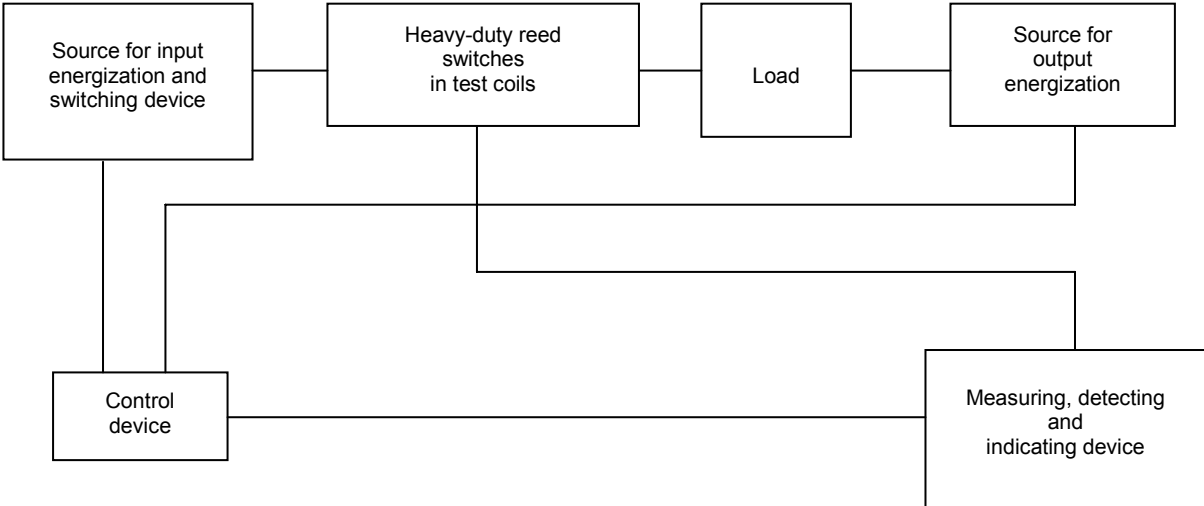 Source for input
energization and
switching device
Heavy-duty reed
switches
in test coils
Load
Source for
output
energization
Control
device
Measuring, detecting
and
indicating device